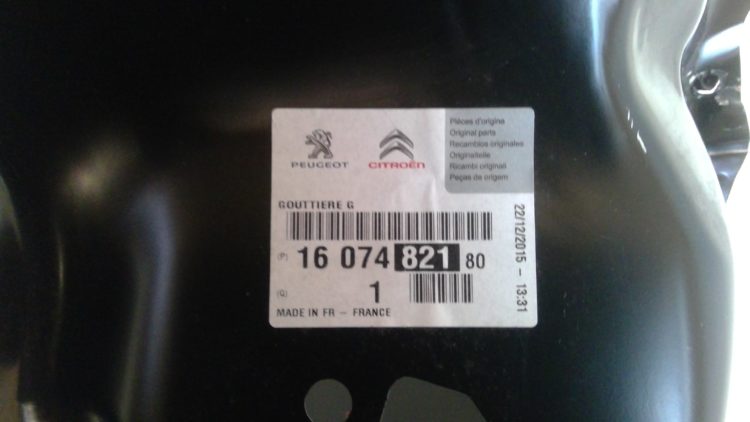 PEUGEOT
CITROËN
Pièces d'origine
Original parts
Recambios originales
Originalteile
Ricambi originali
Peças de origem
GOUTTIERE G
(P) 16 074 821 80
(Q) 1
MADE IN FR - FRANCE
22/12/2015 - 13:31